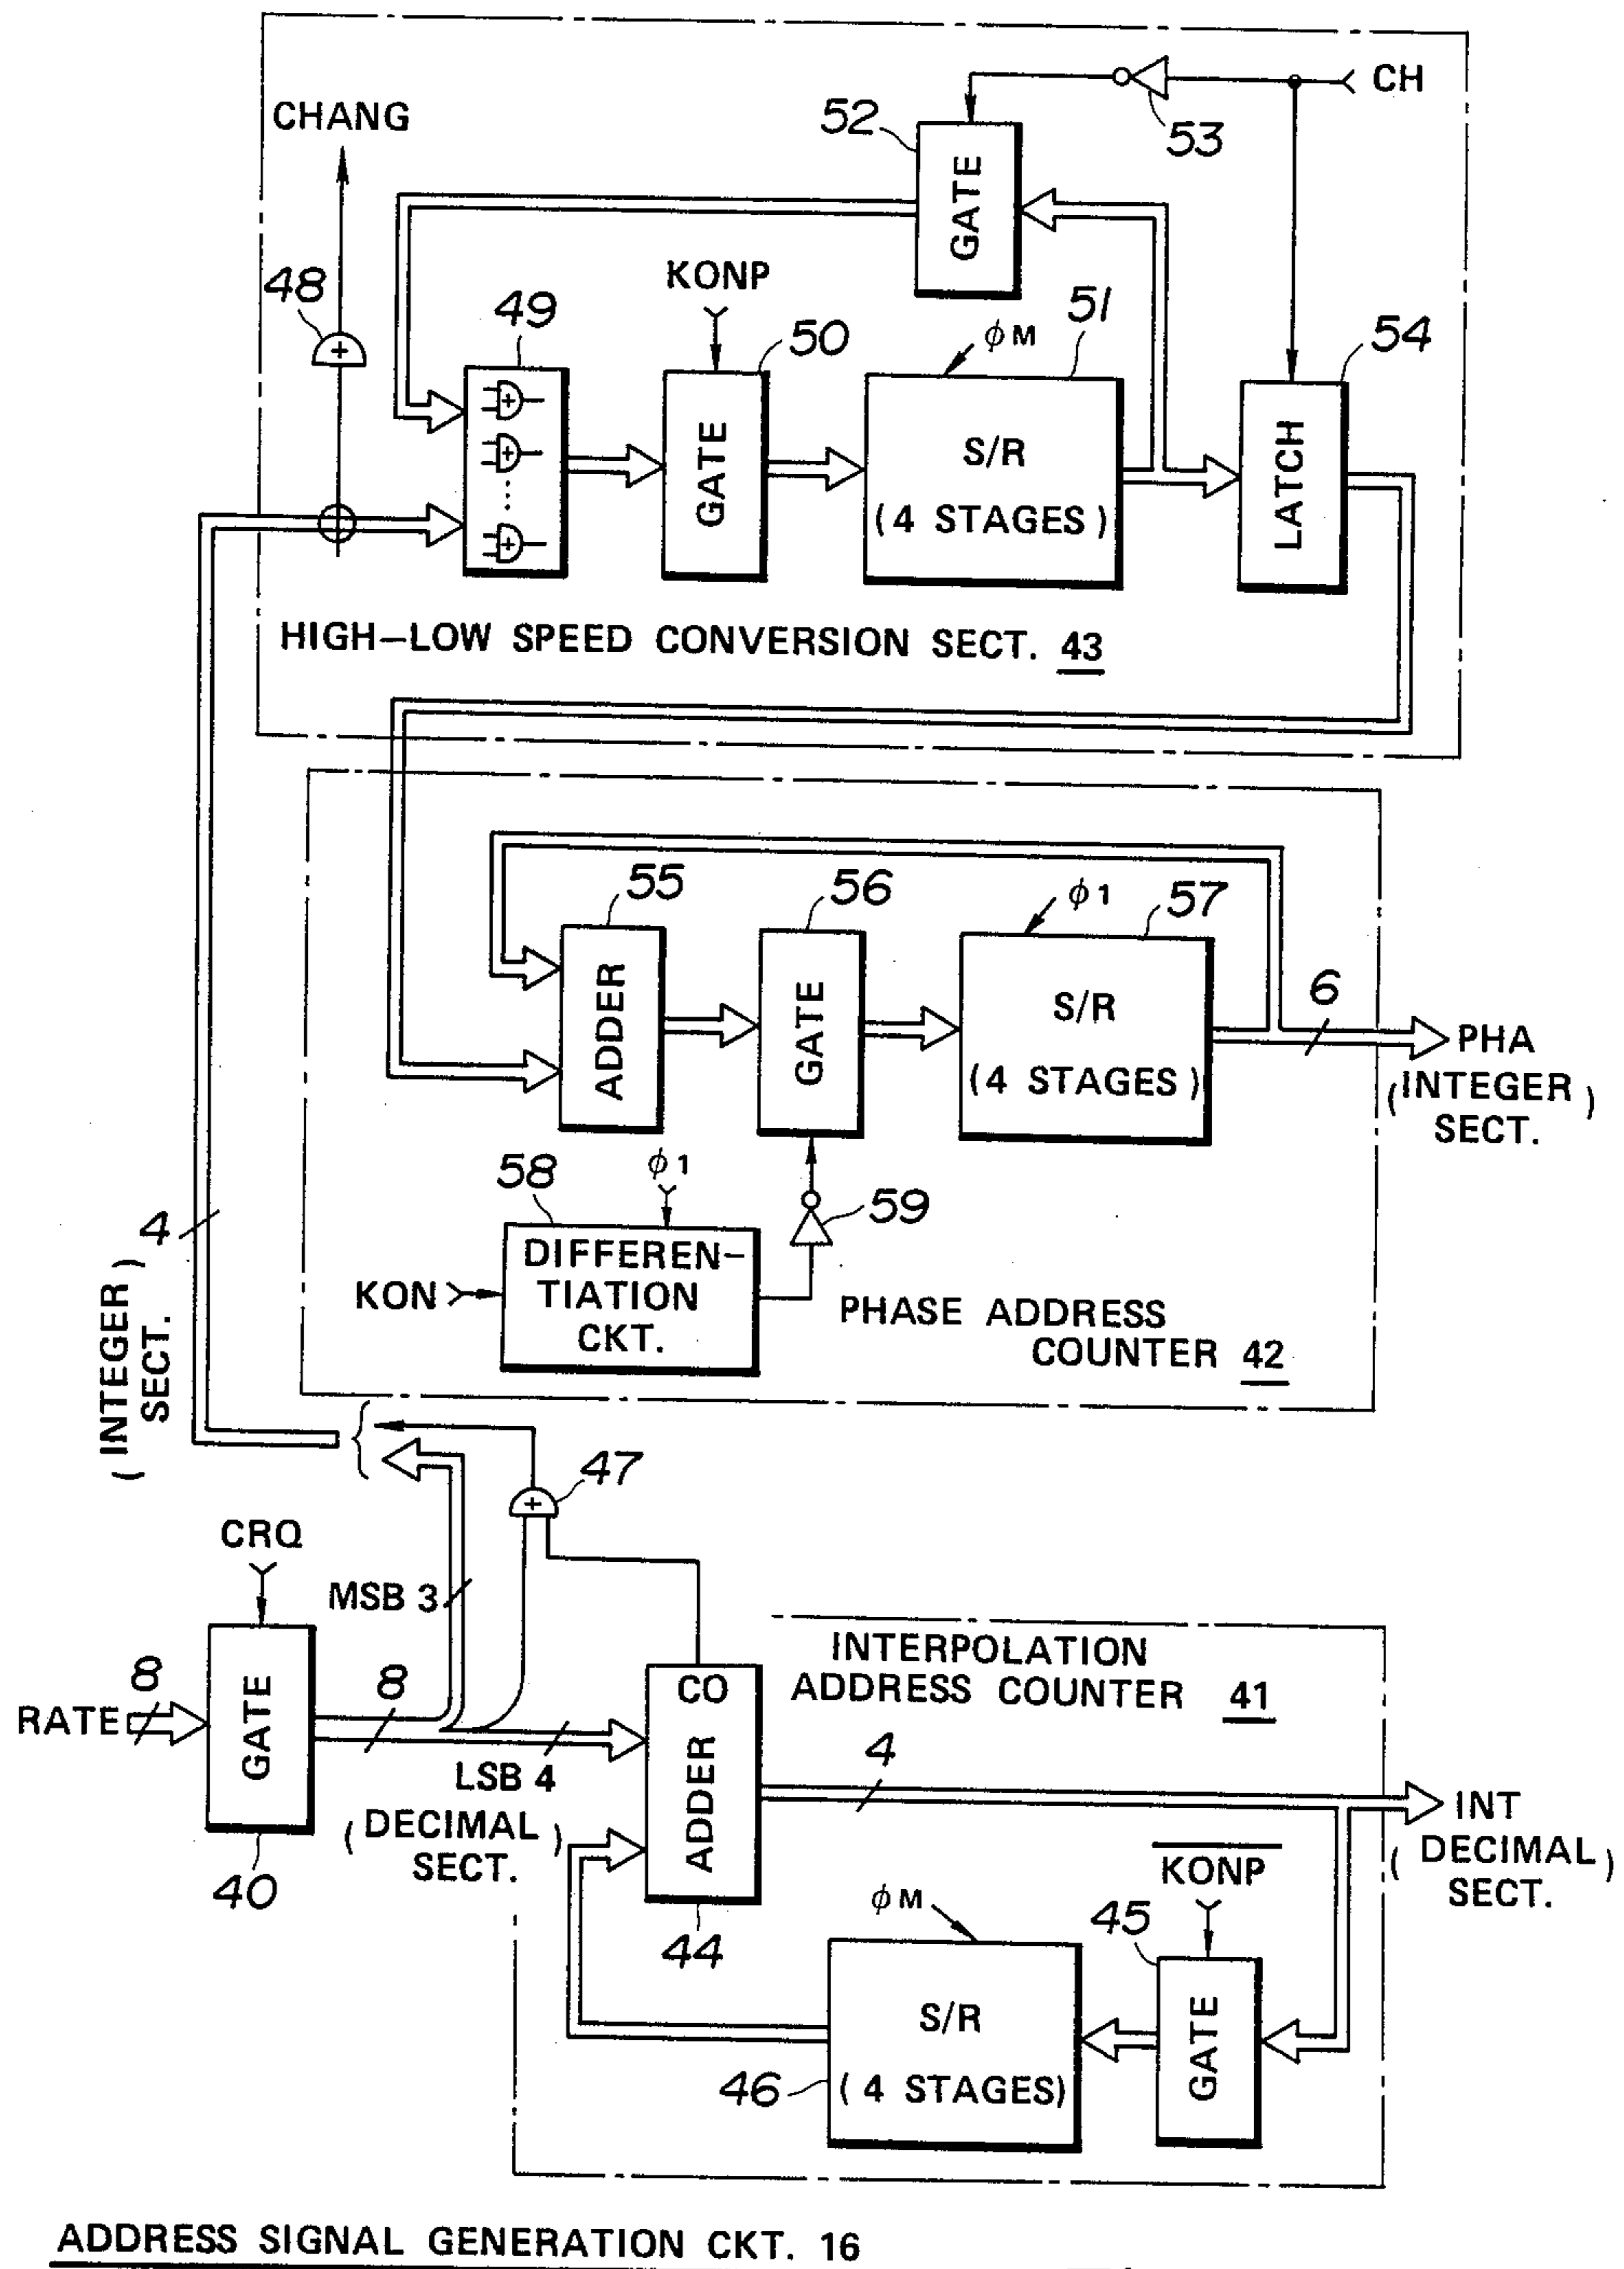 CH
53
52
GATE
CHANG
48
49
KONP
50
GATE
φM
51
S/R
(4 STAGES)
54
LATCH
HIGH-LOW SPEED CONVERSION SECT. 43
55
ADDER
56
GATE
φ1
57
S/R
(4 STAGES)
6
PHA
(INTEGER)
SECT.
58
φ1
59
DIFFEREN-
TIATION
CKT.
KON
PHASE ADDRESS
COUNTER 42
4
(INTEGER)
SECT.
47
CRQ
MSB 3
RATE
8
GATE
40
8
LSB 4
(DECIMAL)
SECT.
CO
ADDER
44
INTERPOLATION
ADDRESS COUNTER 41
4
INT
(DECIMAL)
SECT.
KONP
45
GATE
φM
S/R
(4 STAGES)
46
ADDRESS SIGNAL GENERATION CKT. 16